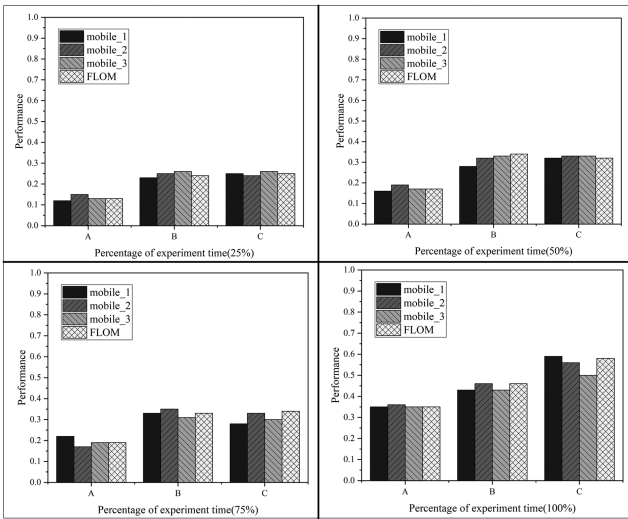 1.0
0.9
0.8
0.7
0.6
0.5
0.4
0.3
0.2
0.1
0.0
Performance
mobile_1
mobile_2
mobile_3
FLOM
A B C
Percentage of experiment time(25%)
1.0
0.9
0.8
0.7
0.6
0.5
0.4
0.3
0.2
0.1
0.0
Performance
mobile_1
mobile_2
mobile_3
FLOM
A B C
Percentage of experiment time(50%)
1.0
0.9
0.8
0.7
0.6
0.5
0.4
0.3
0.2
0.1
0.0
Performance
mobile_1
mobile_2
mobile_3
FLOM
A B C
Percentage of experiment time(75%)
1.0
0.9
0.8
0.7
0.6
0.5
0.4
0.3
0.2
0.1
0.0
Performance
mobile_1
mobile_2
mobile_3
FLOM
A B C
Percentage of experiment time(100%)